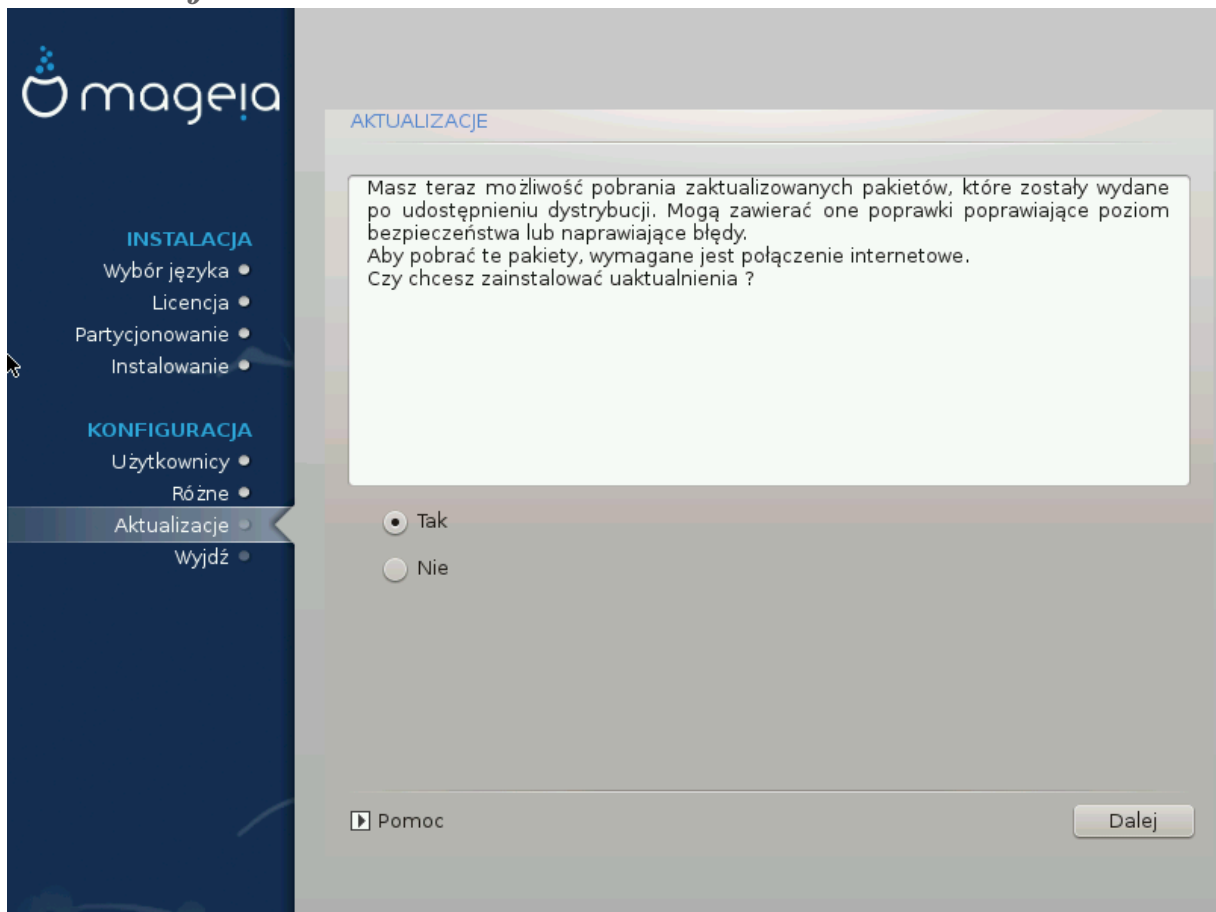 mageia
INSTALACJA
Wybór języka
Licencja
Partycjonowanie
Instalowanie
KONFIGURACJA
Użytkownicy
Różne
Aktualizacje
Wyjdź
AKTUALIZACJE
Masz teraz możliwość pobrania zaktualizowanych pakietów, które zostały wydane
po udostępnieniu dystrybucji. Mogą zawierać one poprawki poprawiające poziom
bezpieczeństwa lub naprawiające błędy.
Aby pobrać te pakiety, wymagane jest połączenie internetowe.
Czy chcesz zainstalować uaktualnienia ?
Tak
Nie
Pomoc
Dalej